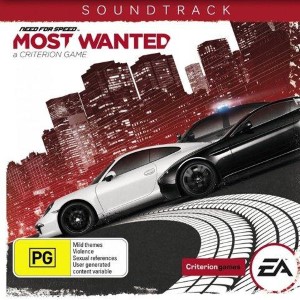 SOUNDTRACK
NEED FOR SPEED
MOST WANTED
a CRITERION GAME
PG
Mild themes
Violence
Sexual references
User generated
content variable
Criteriongames
EA